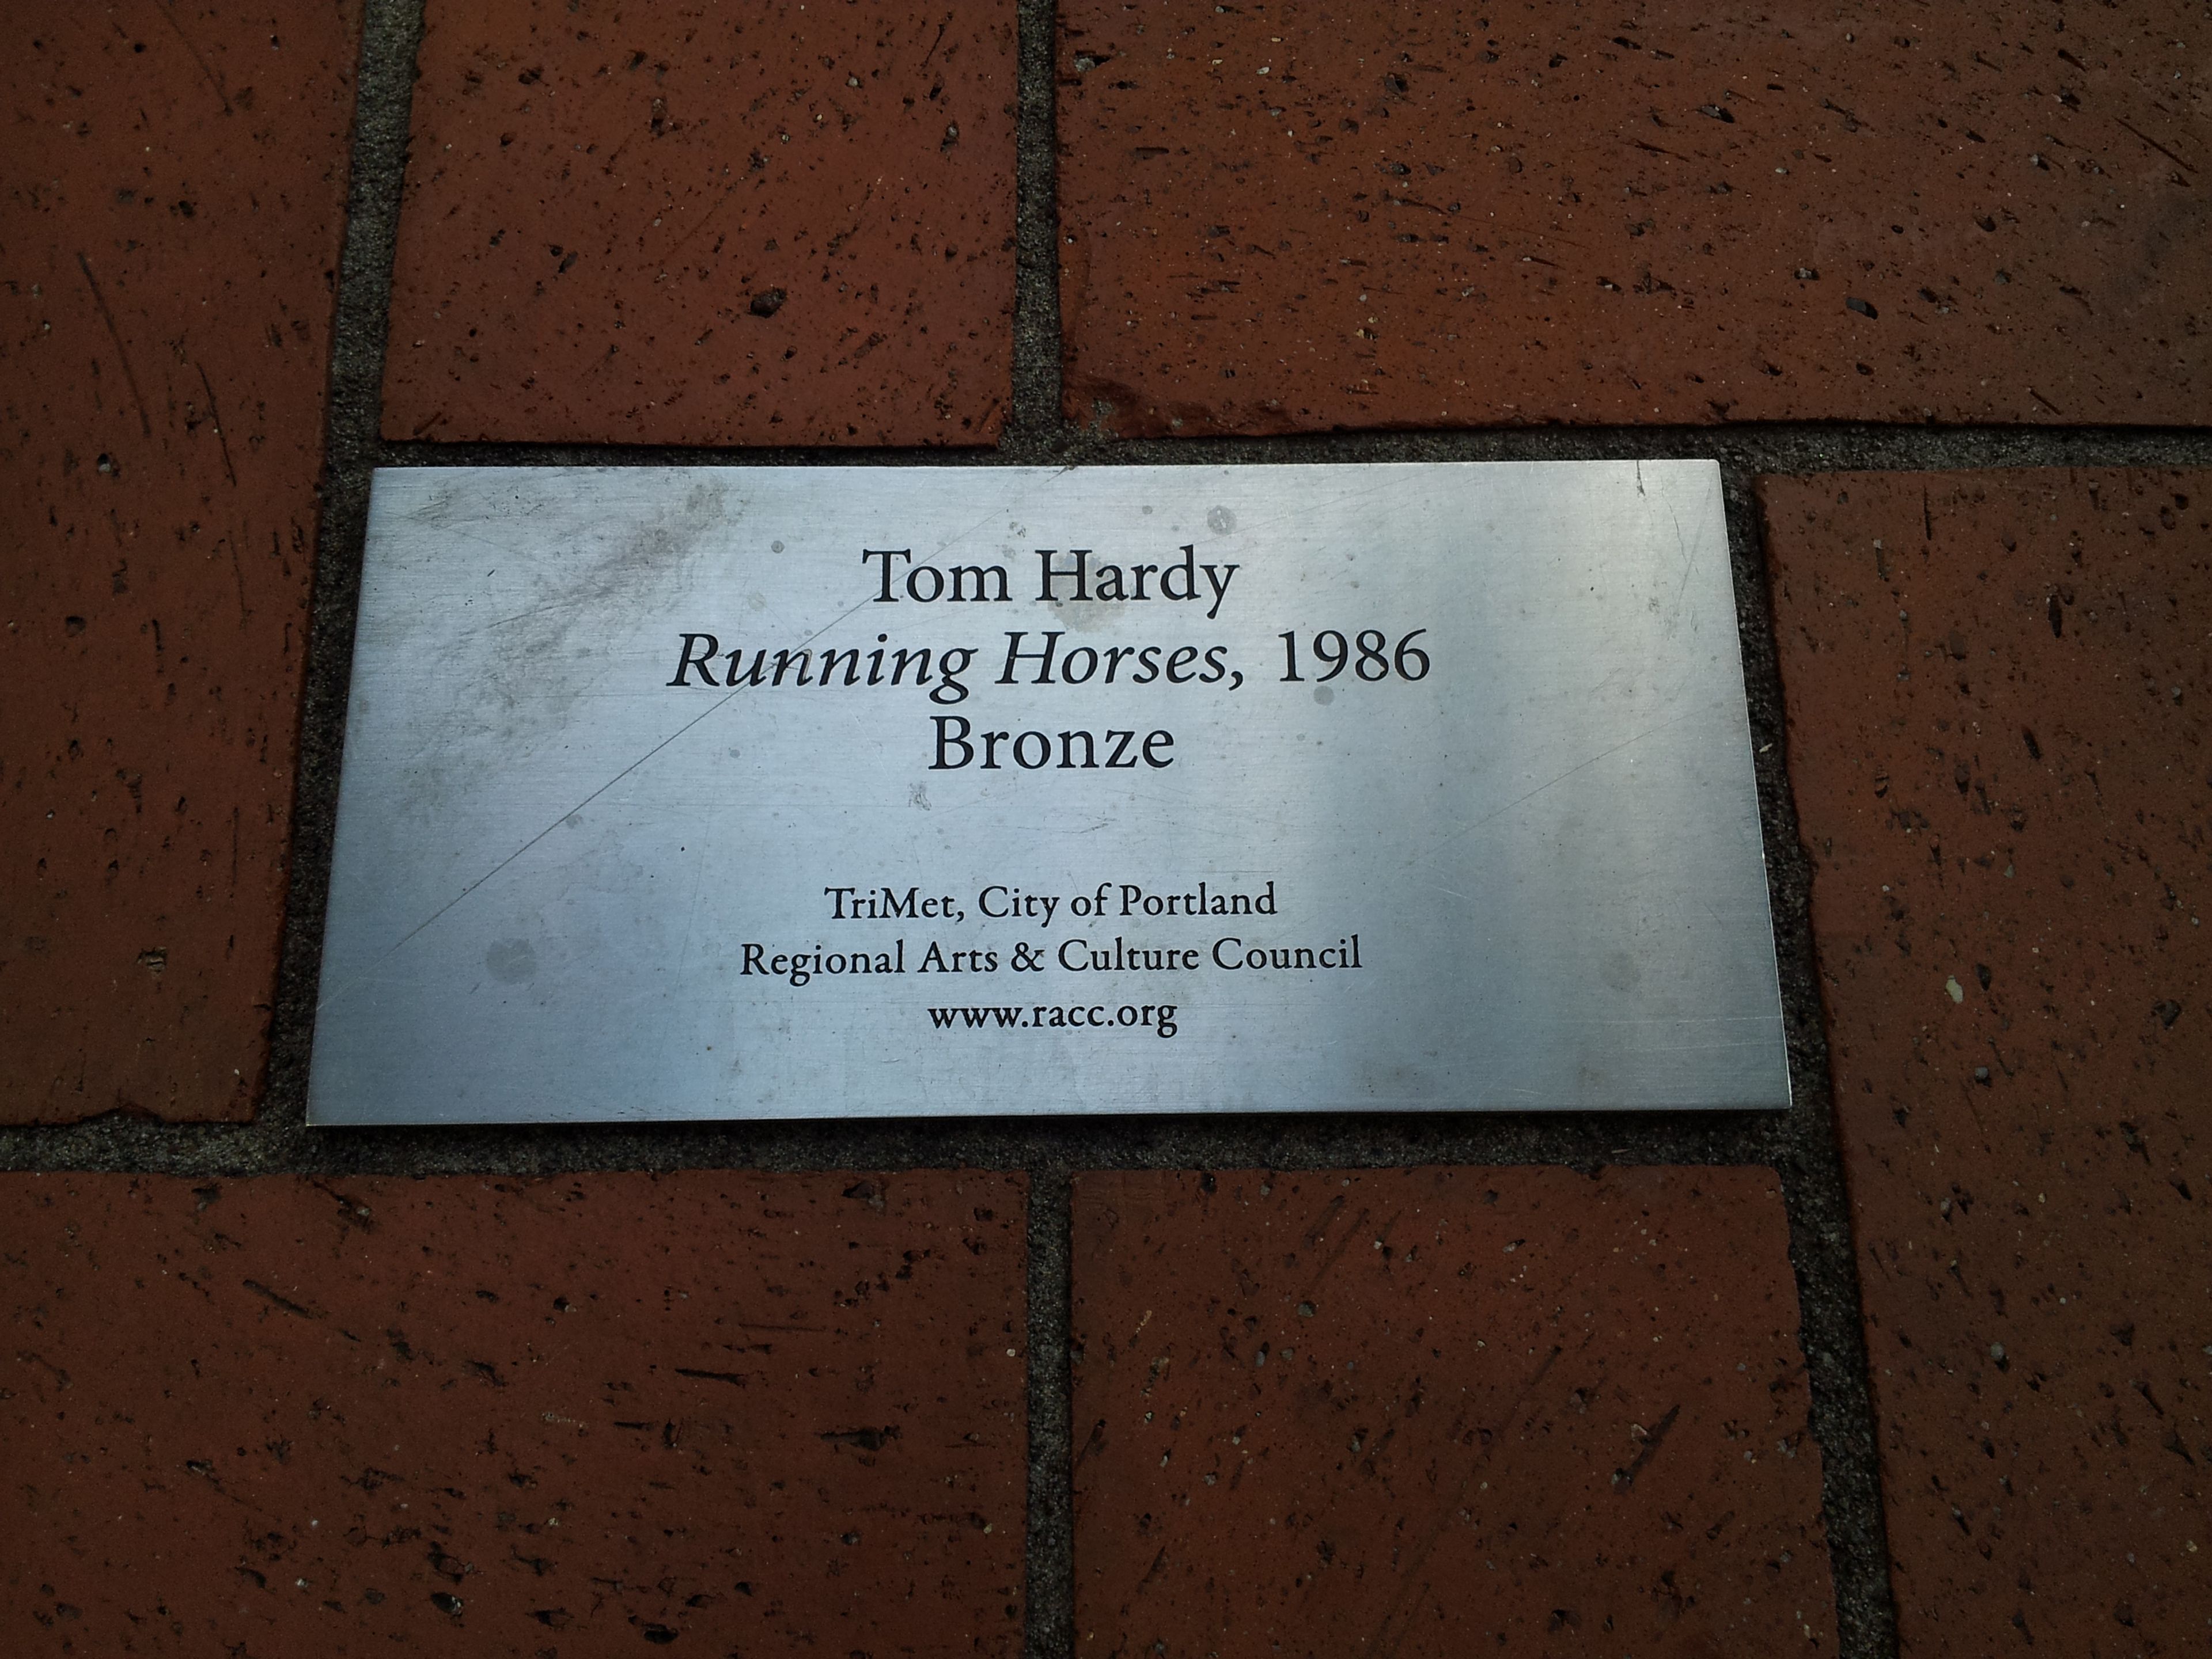 Tom Hardy
Running Horses, 1986
Bronze
TriMet, City of Portland
Regional Arts & Culture Council
www.racc.org